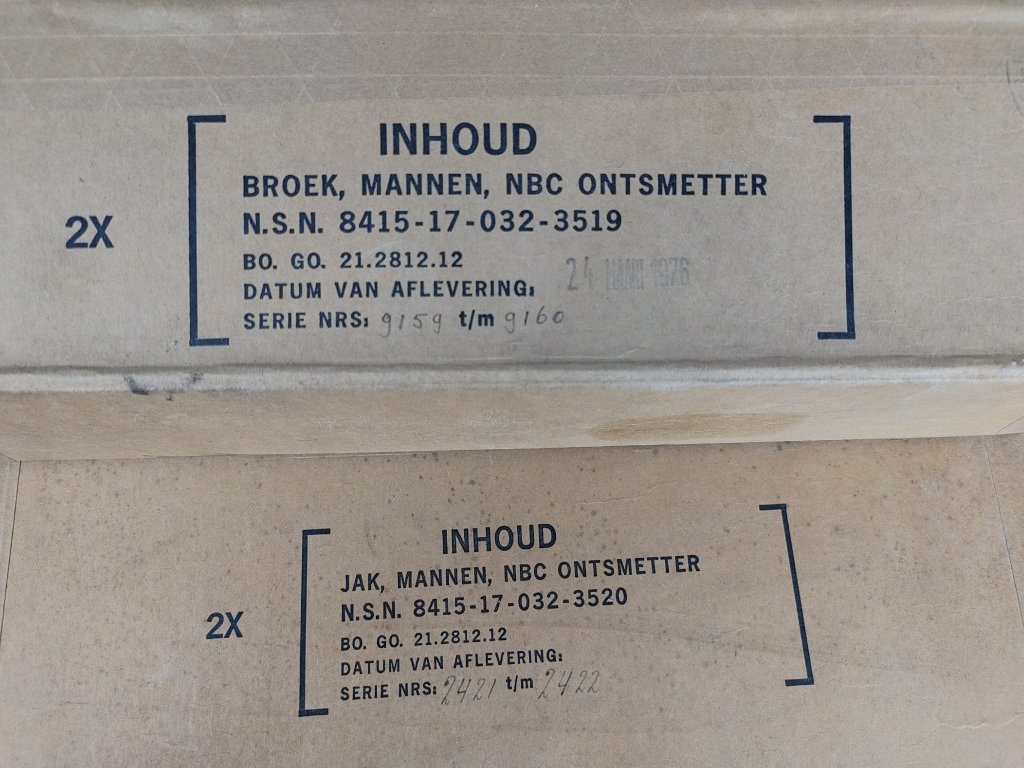 INHOUD
BROEK, MANNEN, NBC ONTSMETTER
2X
N.S.N. 8415-17-032-3519
BO. GO. 21.2812.12
DATUM VAN AFLEVERING: 24 1976
SERIE NRS: 9159 t/m 9160
INHOUD
JAK, MANNEN, NBC ONTSMETTER
2X
N.S.N. 8415-17-032-3520
BO. GO. 21.2812.12
DATUM VAN AFLEVERING:
SERIE NRS: 2421 t/m 2422